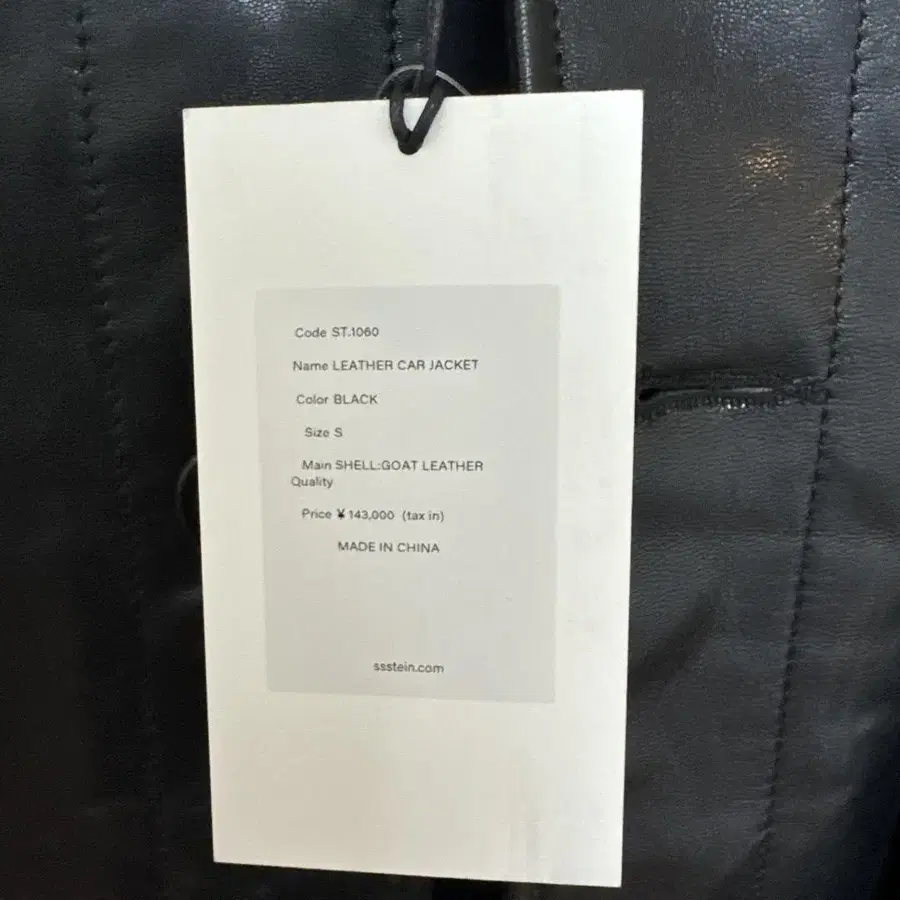 Code ST.1060
Name LEATHER CAR JACKET
Color BLACK
Size S
Main SHELL:GOAT LEATHER
Quality
Price ¥143,000 (tax in)
MADE IN CHINA
ssstein.com